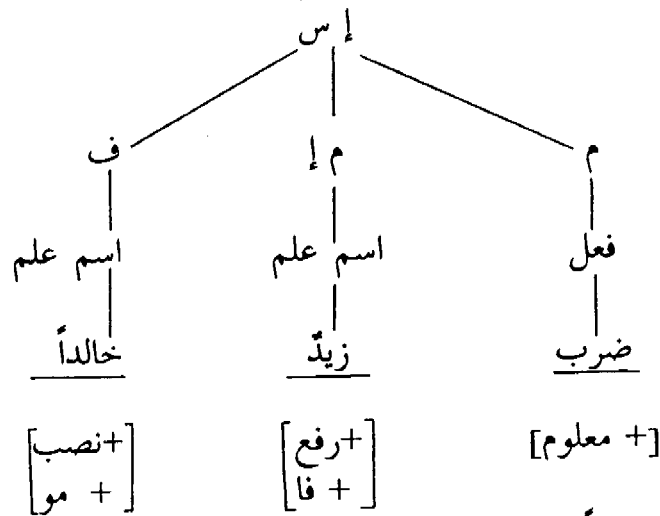 إ س
م م إ ف
فعل اسم علم اسم علم
ضرب زيدٌ خالداً
[+ معلوم] [+رفع [+نصب
+ فا] + مو]